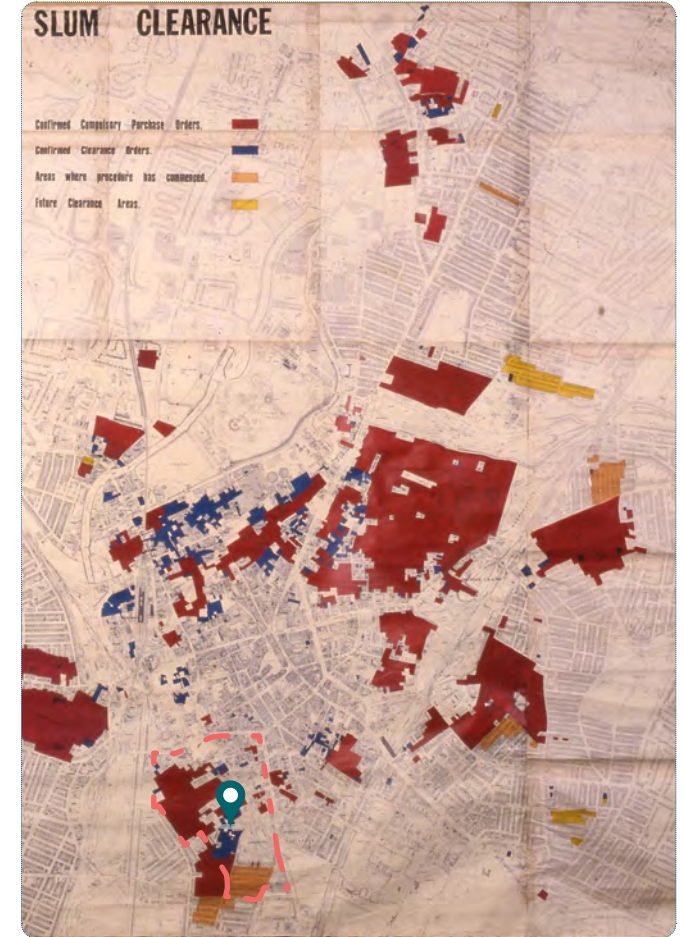 SLUM CLEARANCE
Confirmed Compulsory Purchase Orders.
Confirmed Clearance Orders.
Areas where procedure has commenced.
Future Clearance Areas.